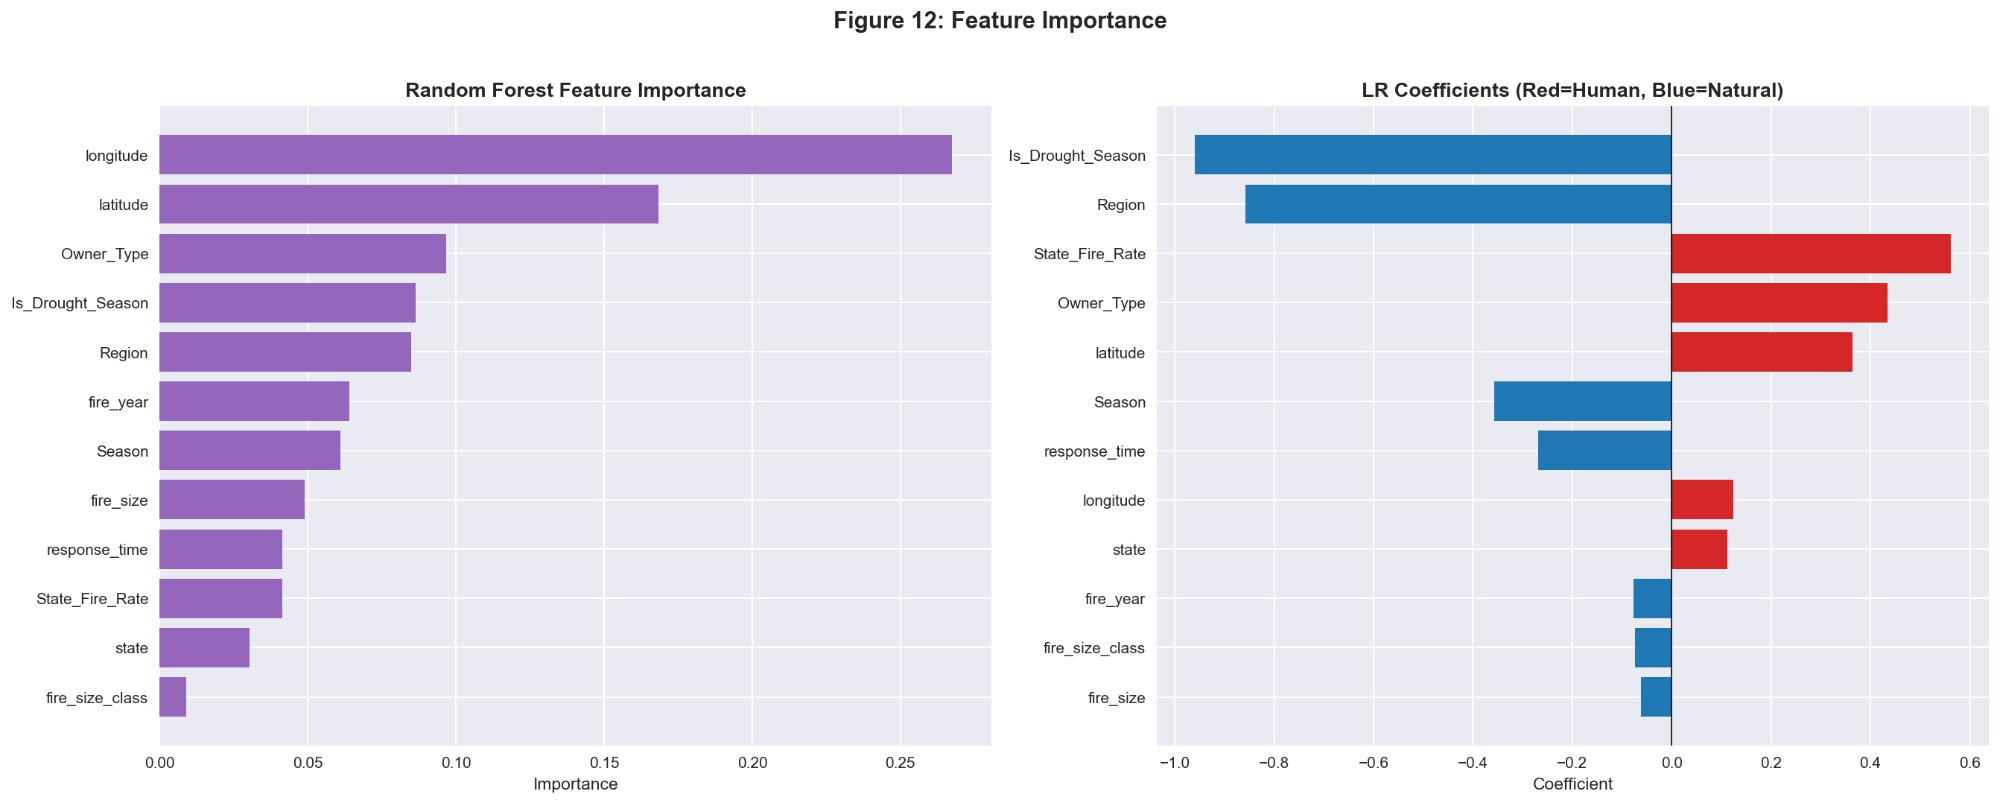 Figure 12: Feature Importance
Random Forest Feature Importance
longitude
latitude
Owner_Type
Is_Drought_Season
Region
fire_year
Season
fire_size
response_time
State_Fire_Rate
state
fire_size_class
0.00 0.05 0.10 0.15 0.20 0.25
Importance
LR Coefficients (Red=Human, Blue=Natural)
Is_Drought_Season
Region
State_Fire_Rate
Owner_Type
latitude
Season
response_time
longitude
state
fire_year
fire_size_class
fire_size
−1.0 −0.8 −0.6 −0.4 −0.2 0.0 0.2 0.4 0.6
Coefficient